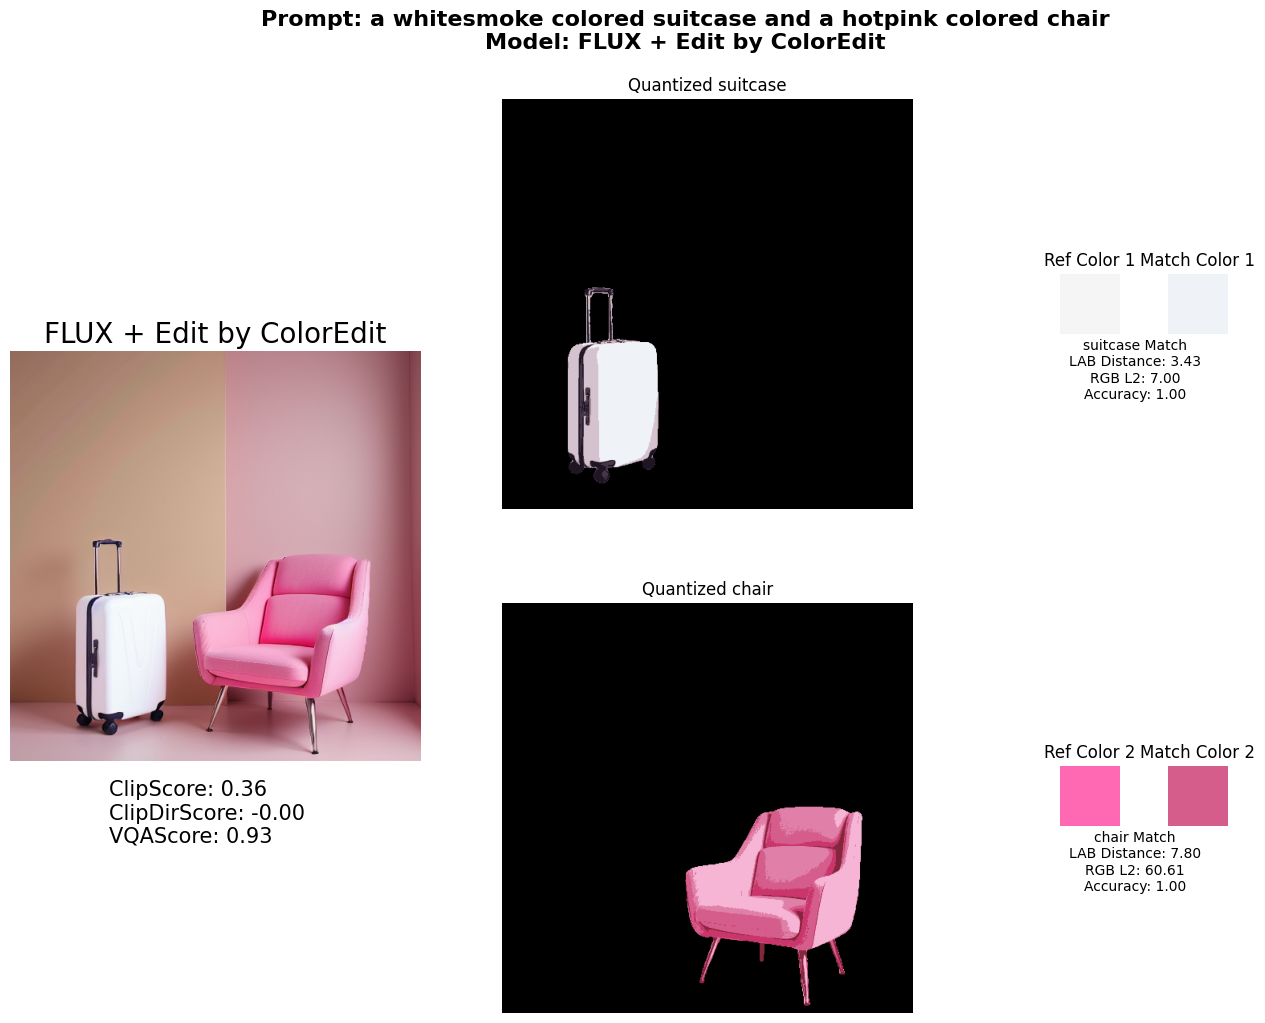 Prompt: a whitesmoke colored suitcase and a hotpink colored chair
Model: FLUX + Edit by ColorEdit
Quantized suitcase
Ref Color 1 Match Color 1
suitcase Match
LAB Distance: 3.43
RGB L2: 7.00
Accuracy: 1.00
FLUX + Edit by ColorEdit
ClipScore: 0.36
ClipDirScore: -0.00
VQAScore: 0.93
Quantized chair
Ref Color 2 Match Color 2
chair Match
LAB Distance: 7.80
RGB L2: 60.61
Accuracy: 1.00